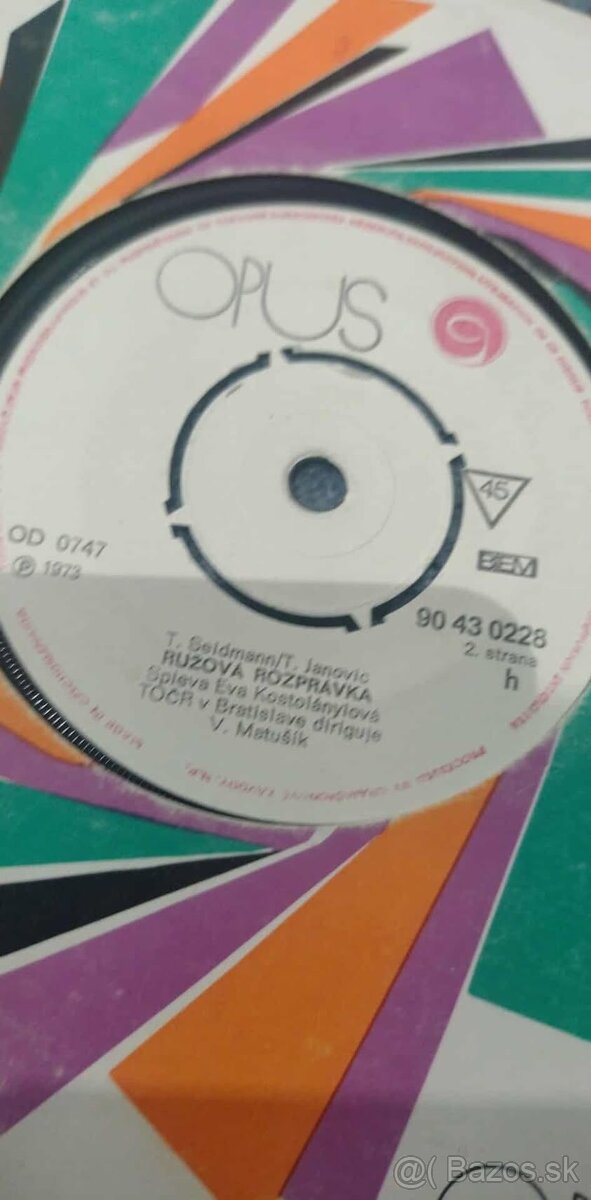 OPUS
45
BIEM
OD 0747
℗ 1973
90 43 0228
2. strana
h
T. Seidmann/T. Janovic
RUŽOVÁ ROZPRÁVKA
Spieva Eva Kostolányiová
TOČR v Bratislave diriguje
V. Matušík
MADE IN CZECHOSLOVAKIA
@( Bazos.sk